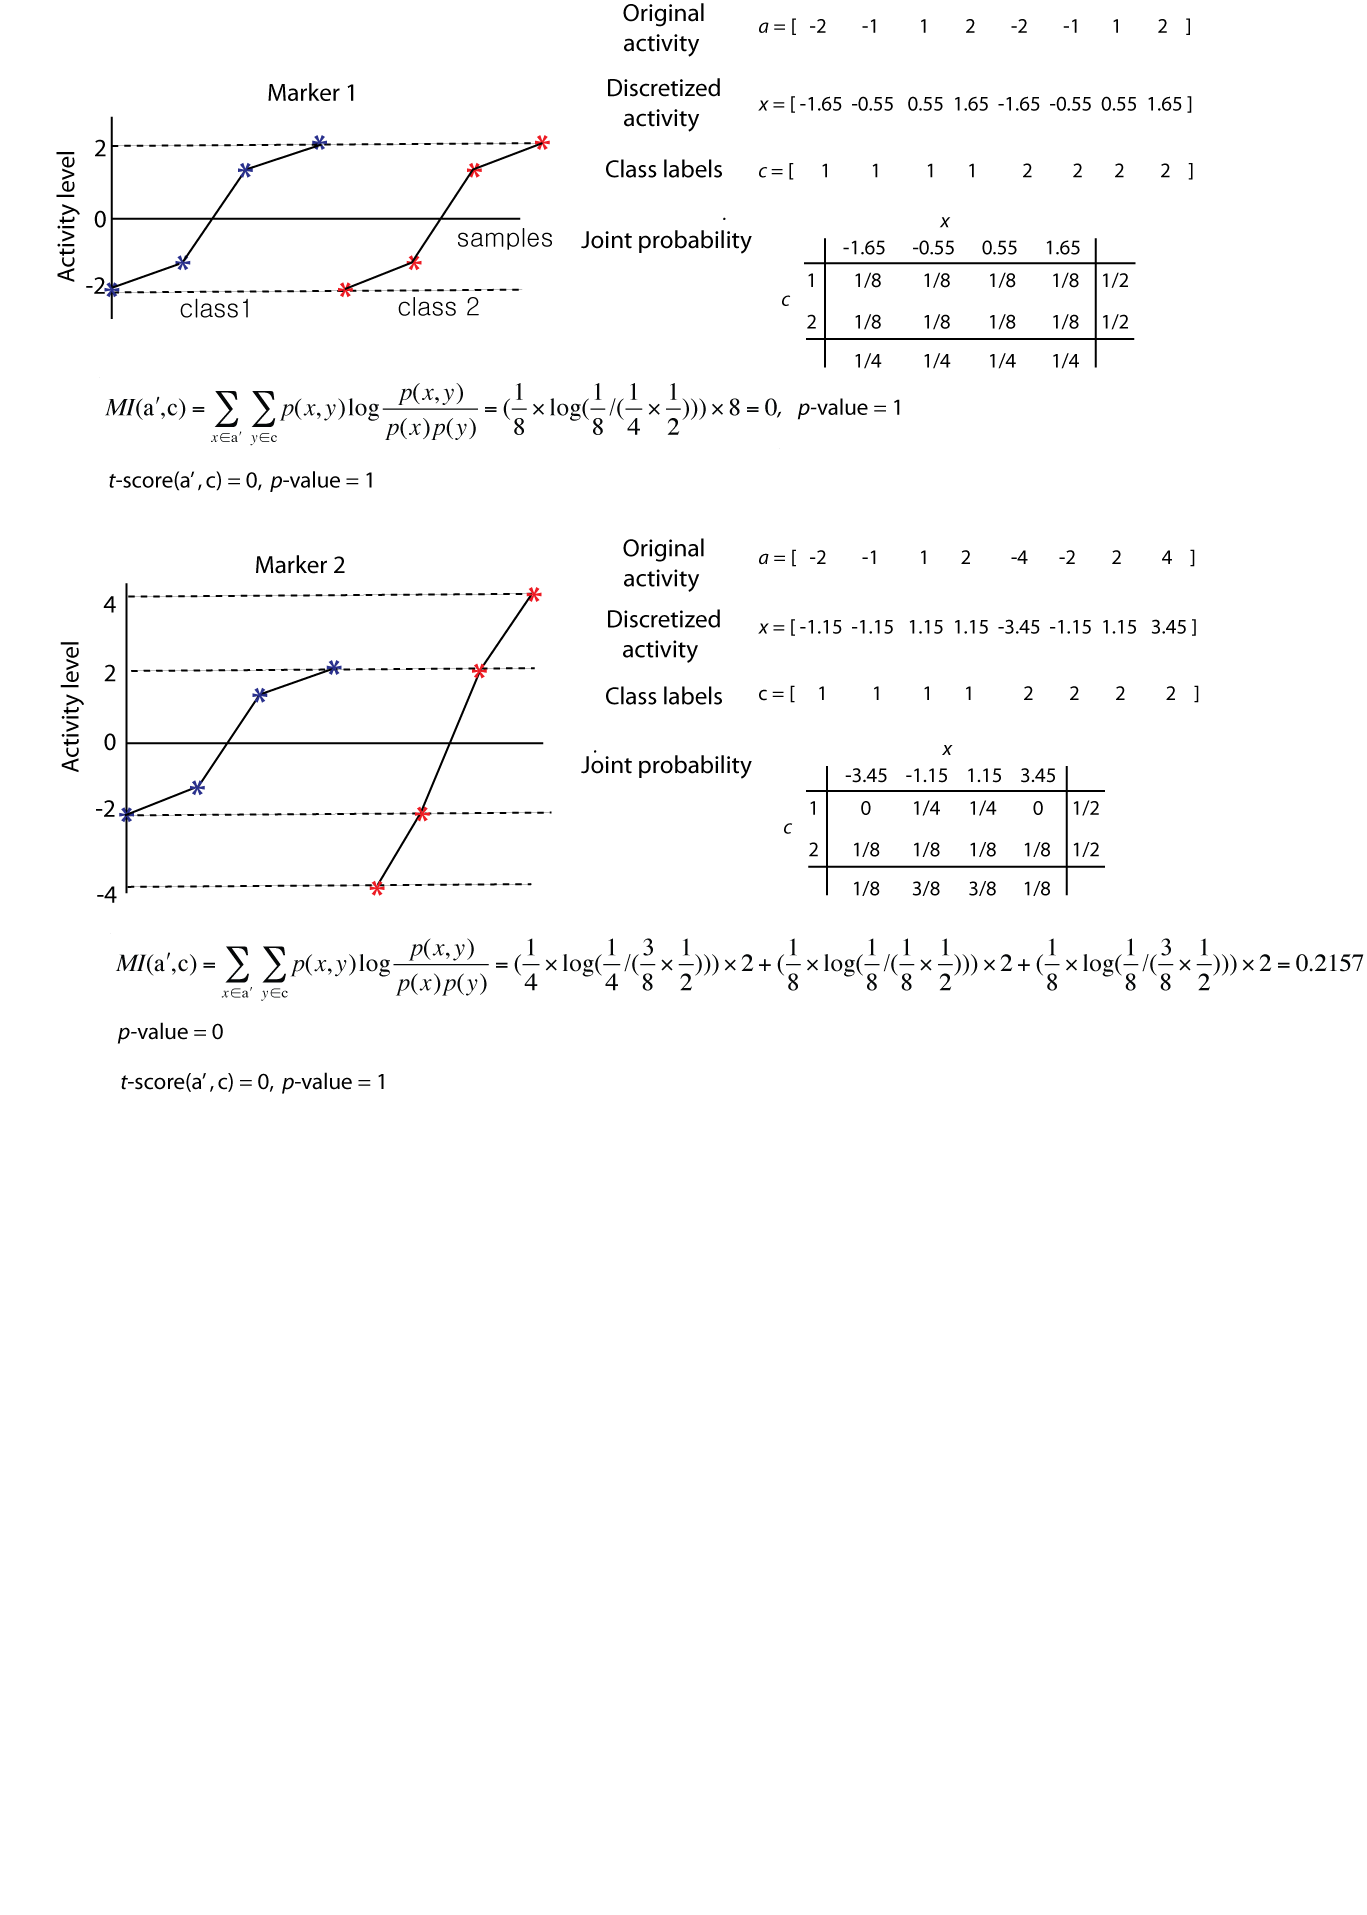 Original
activity
a = [ -2 -1 1 2 -2 -1 1 2 ]
Discretized
activity
x = [ -1.65 -0.55 0.55 1.65 -1.65 -0.55 0.55 1.65 ]
Class labels
c = [ 1 1 1 1 2 2 2 2 ]
Joint probability
x
-1.65 -0.55 0.55 1.65
1 1/8 1/8 1/8 1/8 1/2
c
2 1/8 1/8 1/8 1/8 1/2
1/4 1/4 1/4 1/4
Marker 1
Activity level
2
0
-2
samples
class1
class 2
MI(a′,c) = ∑x∈a′ ∑y∈c p(x,y)log p(x,y)/p(x)p(y) = (1/8 × log(1/8 /(1/4 × 1/2))) × 8 = 0, p-value = 1
t-score(a′, c) = 0, p-value = 1
Marker 2
Activity level
4
2
0
-2
-4
Original
activity
a = [ -2 -1 1 2 -4 -2 2 4 ]
Discretized
activity
x = [ -1.15 -1.15 1.15 1.15 -3.45 -1.15 1.15 3.45 ]
Class labels
c = [ 1 1 1 1 2 2 2 2 ]
Joint probability
x
-3.45 -1.15 1.15 3.45
1 0 1/4 1/4 0 1/2
c
2 1/8 1/8 1/8 1/8 1/2
1/8 3/8 3/8 1/8
MI(a′,c) = ∑x∈a′ ∑y∈c p(x,y)log p(x,y)/p(x)p(y) = (1/4 × log(1/4 /(3/8 × 1/2))) × 2 + (1/8 × log(1/8 /(1/8 × 1/2))) × 2 + (1/8 × log(1/8 /(3/8 × 1/2))) × 2 = 0.2157
p-value = 0
t-score(a′, c) = 0, p-value = 1